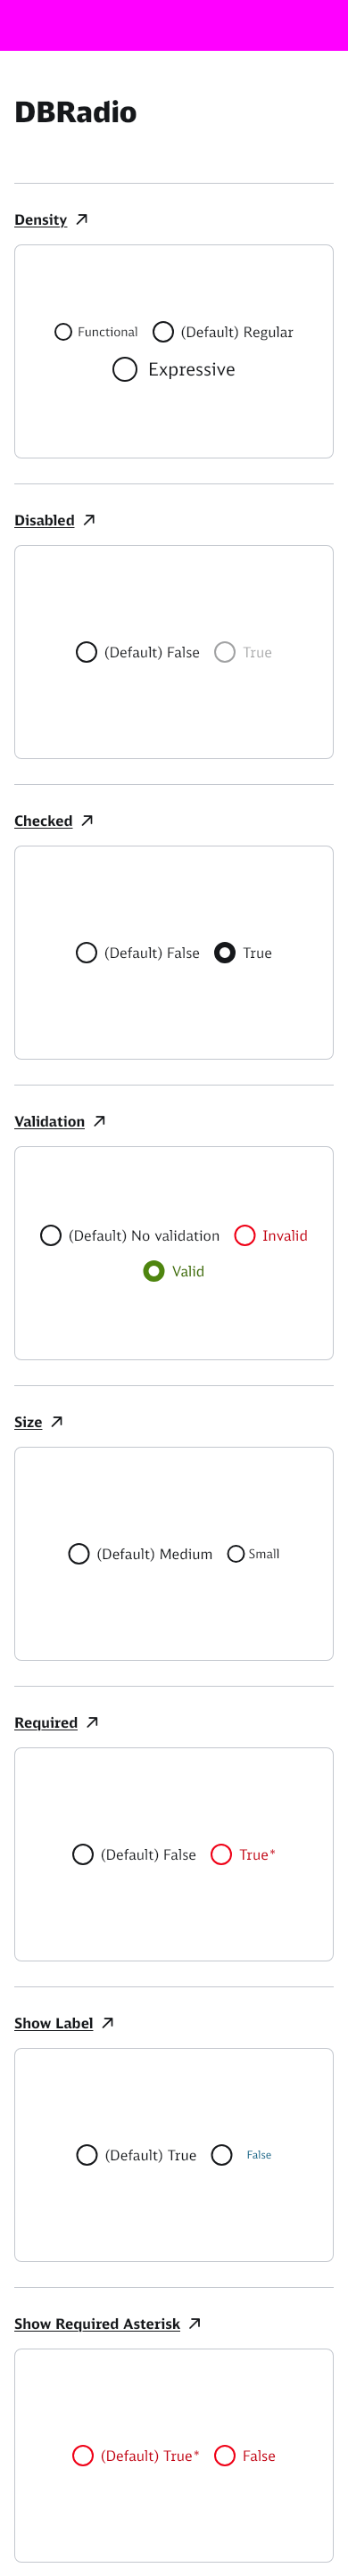 DBRadio
Density
Functional (Default) Regular
Expressive
Disabled
(Default) False True
Checked
(Default) False True
Validation
(Default) No validation Invalid
Valid
Size
(Default) Medium Small
Required
(Default) False True*
Show Label
(Default) True False
Show Required Asterisk
(Default) True* False